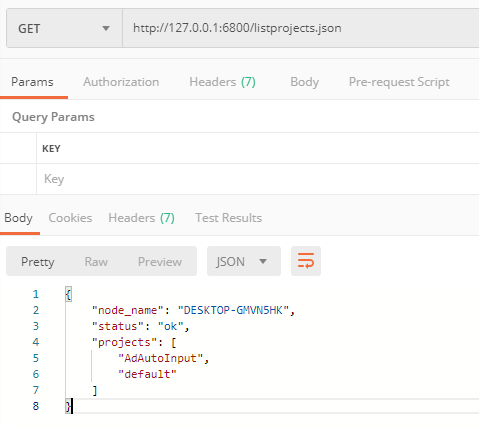 GET http://127.0.0.1:6800/listprojects.json
Params Authorization Headers (7) Body Pre-request Script
Query Params
KEY
Key
Body Cookies Headers (7) Test Results
Pretty Raw Preview JSON
1 {
2 "node_name": "DESKTOP-GMVN5HK",
3 "status": "ok",
4 "projects": [
5 "AdAutoInput",
6 "default"
7 ]
8 }